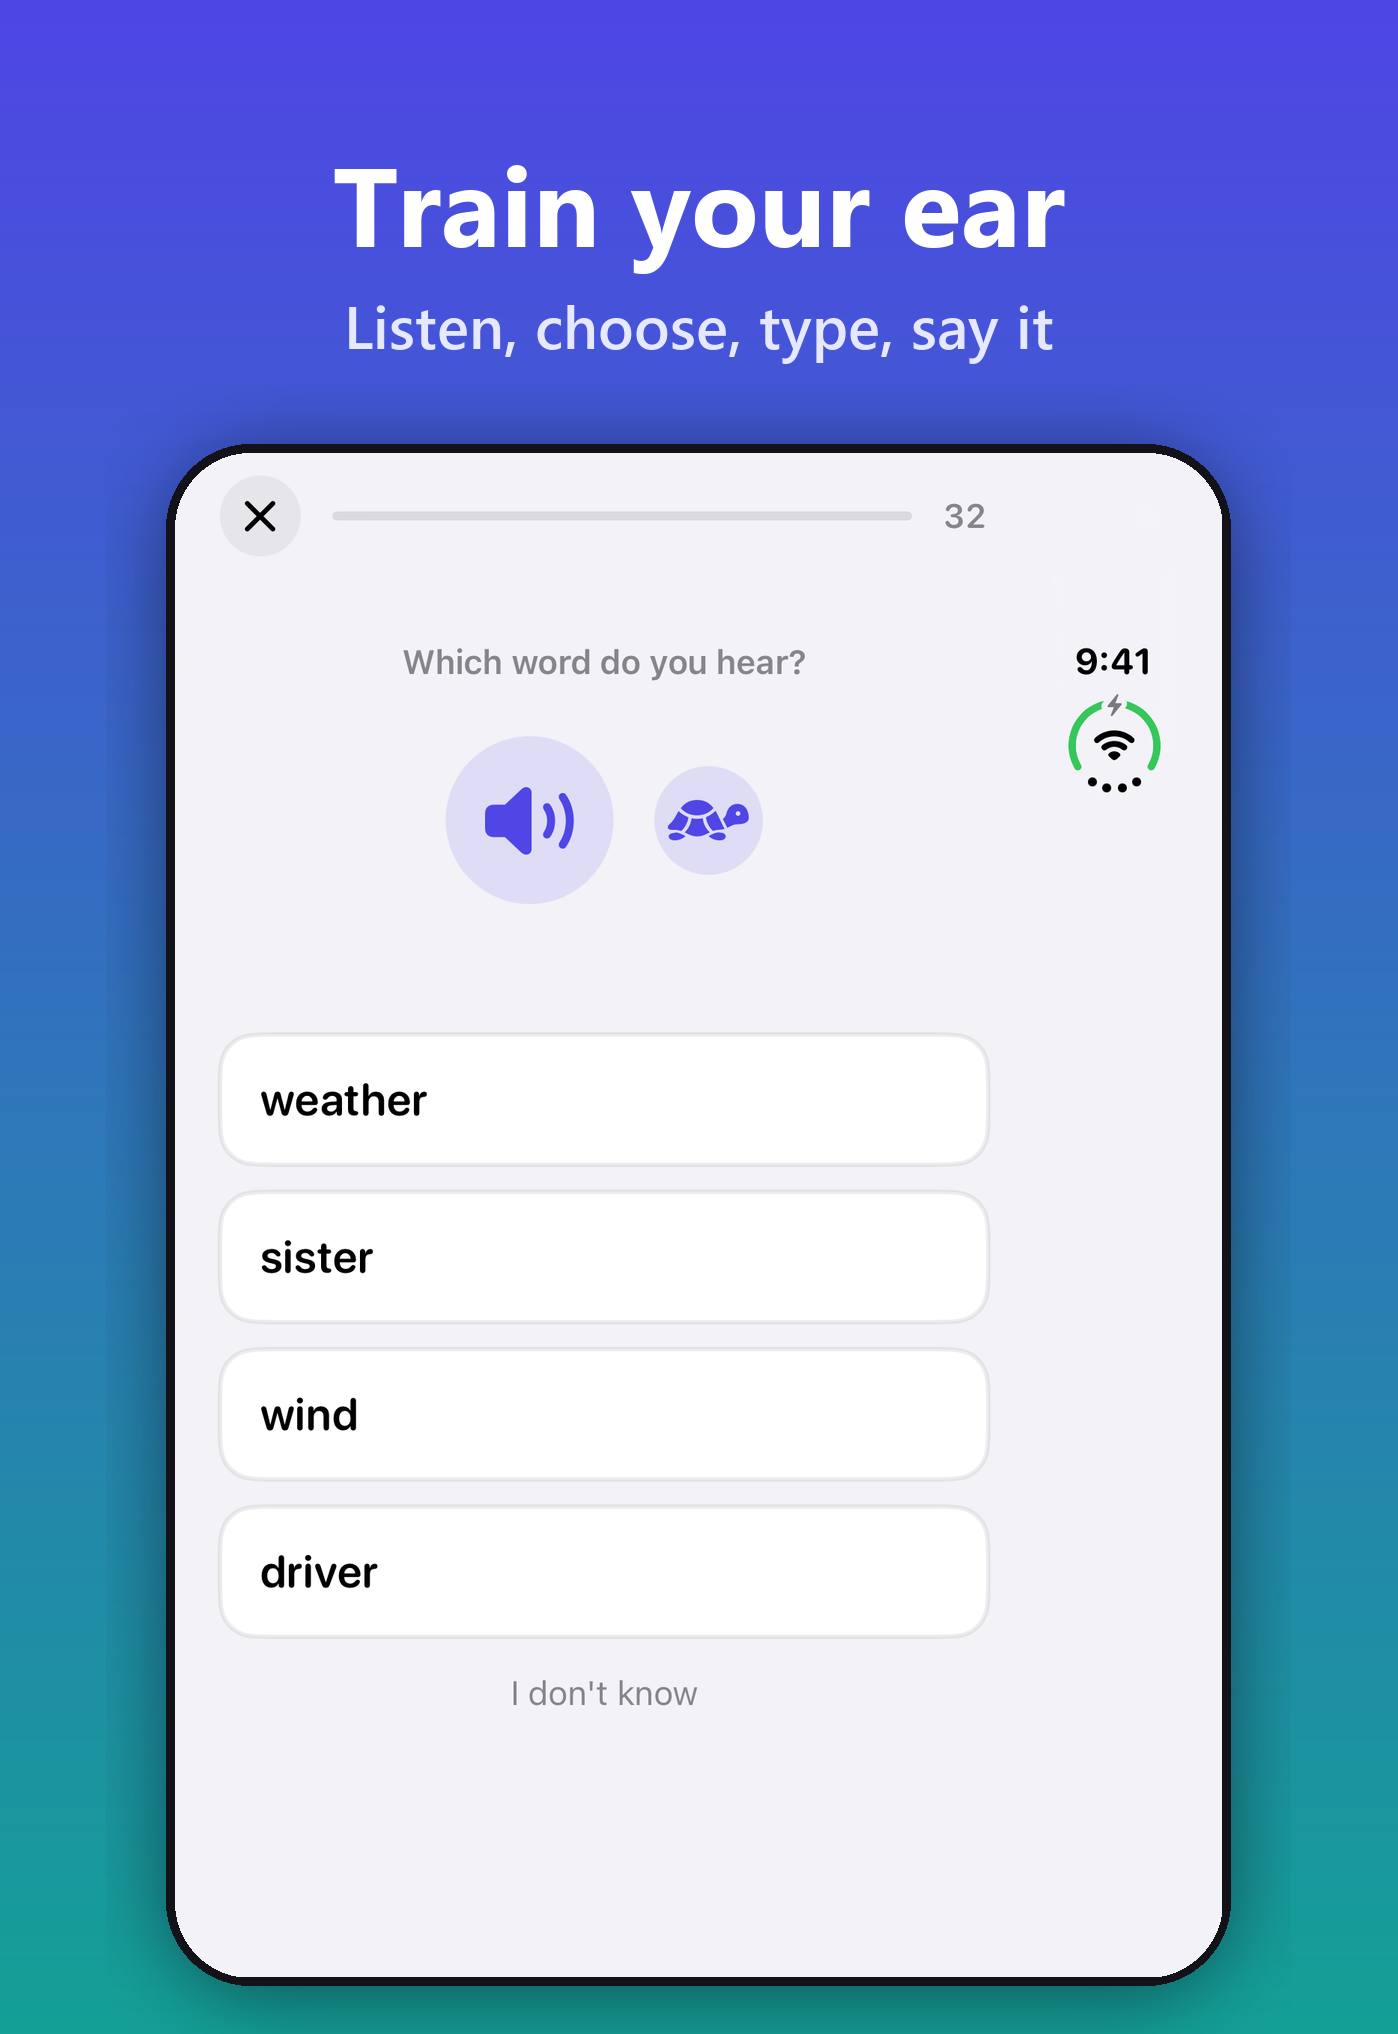 Train your ear
Listen, choose, type, say it
32
Which word do you hear?
9:41
weather
sister
wind
driver
I don't know